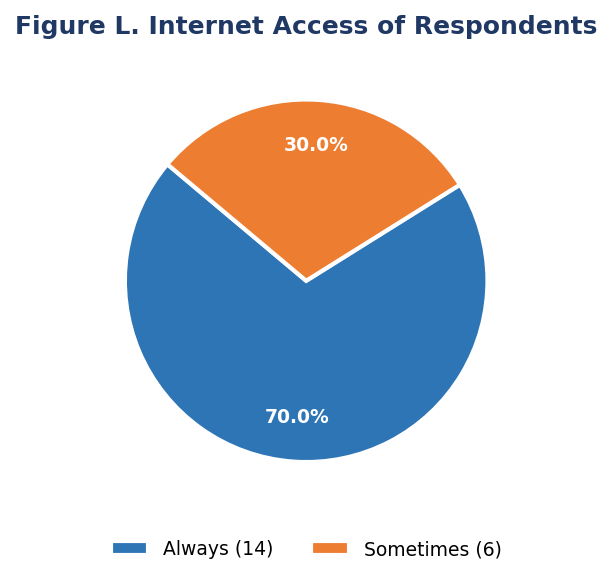 Figure L. Internet Access of Respondents
30.0%
70.0%
Always (14)
Sometimes (6)